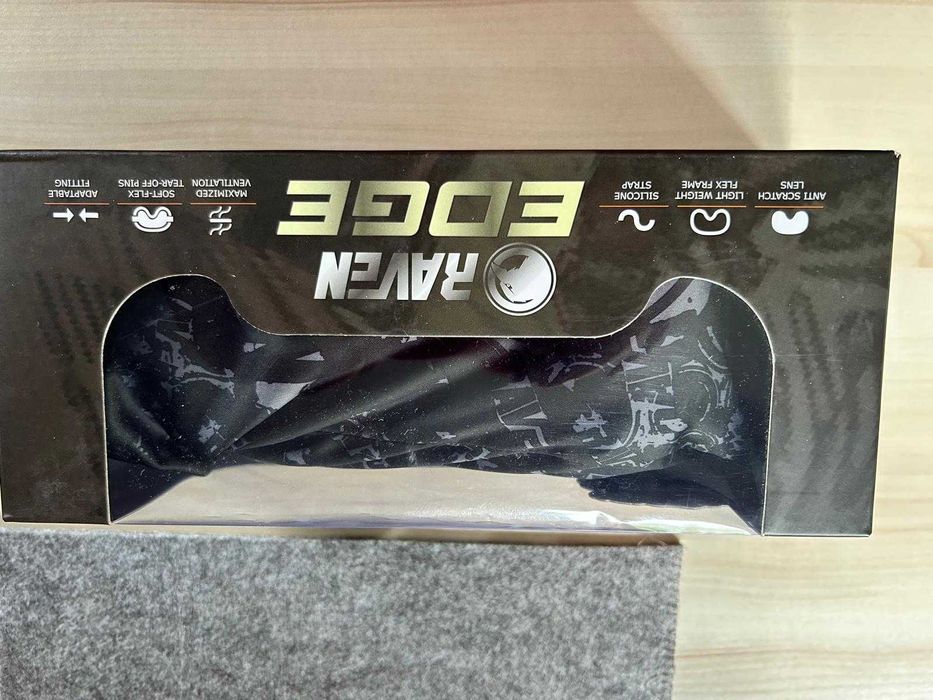 RAVEN
EDGE
ANTI SCRATCH
LENS
LIGHT WEIGHT
FLEX FRAME
SILICONE
STRAP
MAXIMIZED
VENTILATION
SOFT-FLEX
TEAR-OFF PINS
ADAPTABLE
FITTING